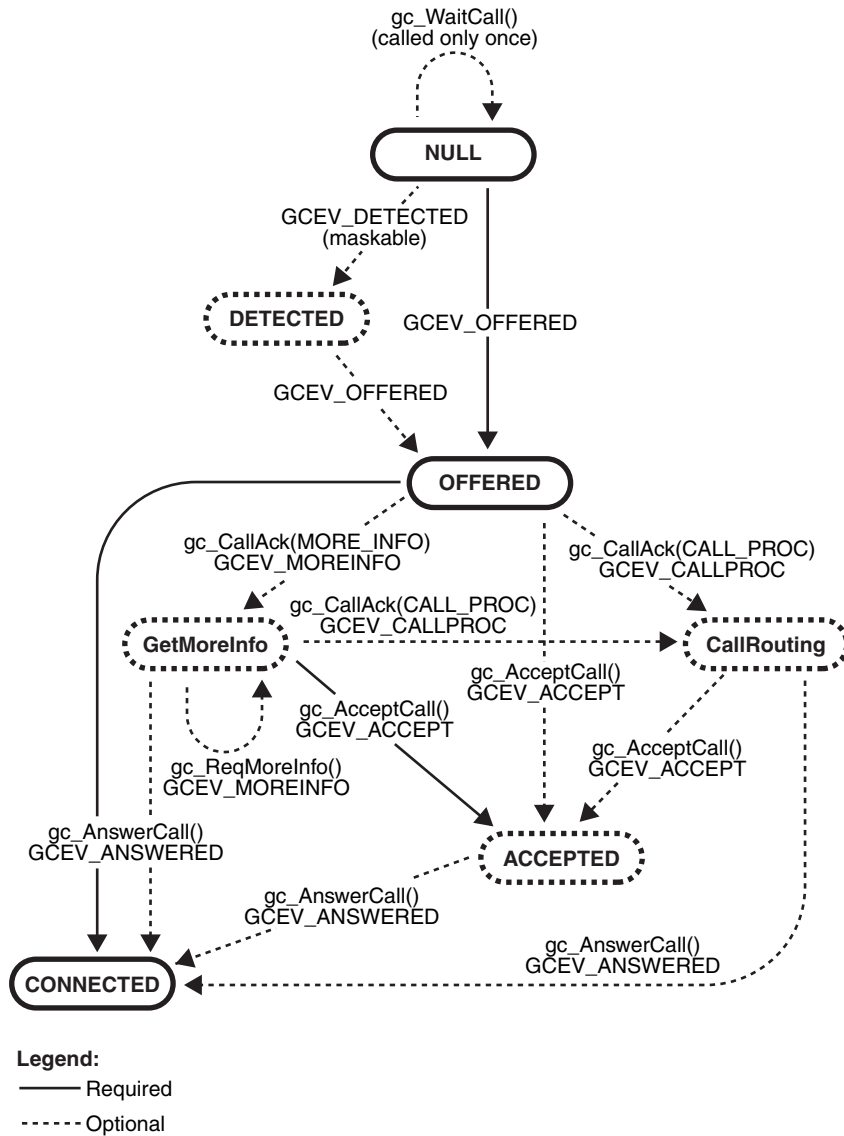 gc_WaitCall()
(called only once)
NULL
GCEV_DETECTED
(maskable)
DETECTED
GCEV_OFFERED
GCEV_OFFERED
OFFERED
gc_CallAck(MORE_INFO)
GCEV_MOREINFO
gc_CallAck(CALL_PROC)
GCEV_CALLPROC
gc_CallAck(CALL_PROC)
GCEV_CALLPROC
GetMoreInfo
CallRouting
gc_AcceptCall()
GCEV_ACCEPT
gc_AcceptCall()
GCEV_ACCEPT
gc_AcceptCall()
GCEV_ACCEPT
gc_ReqMoreInfo()
GCEV_MOREINFO
gc_AnswerCall()
GCEV_ANSWERED
ACCEPTED
gc_AnswerCall()
GCEV_ANSWERED
gc_AnswerCall()
GCEV_ANSWERED
CONNECTED
Legend:
Required
Optional